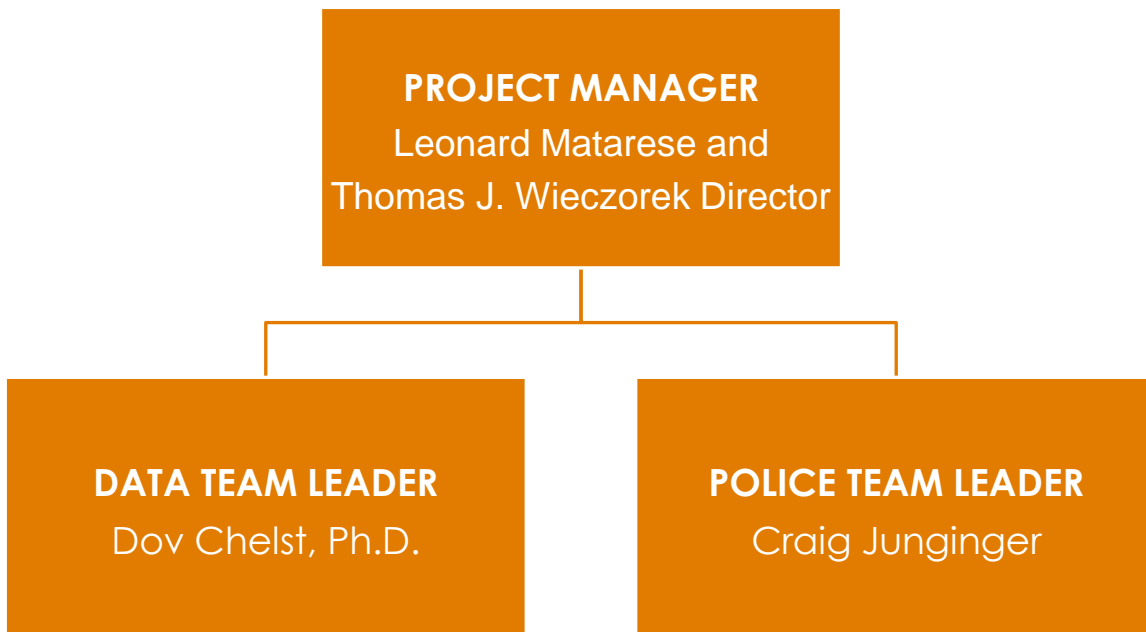 PROJECT MANAGER
Leonard Matarese and
Thomas J. Wieczorek Director
DATA TEAM LEADER
Dov Chelst, Ph.D.
POLICE TEAM LEADER
Craig Junginger